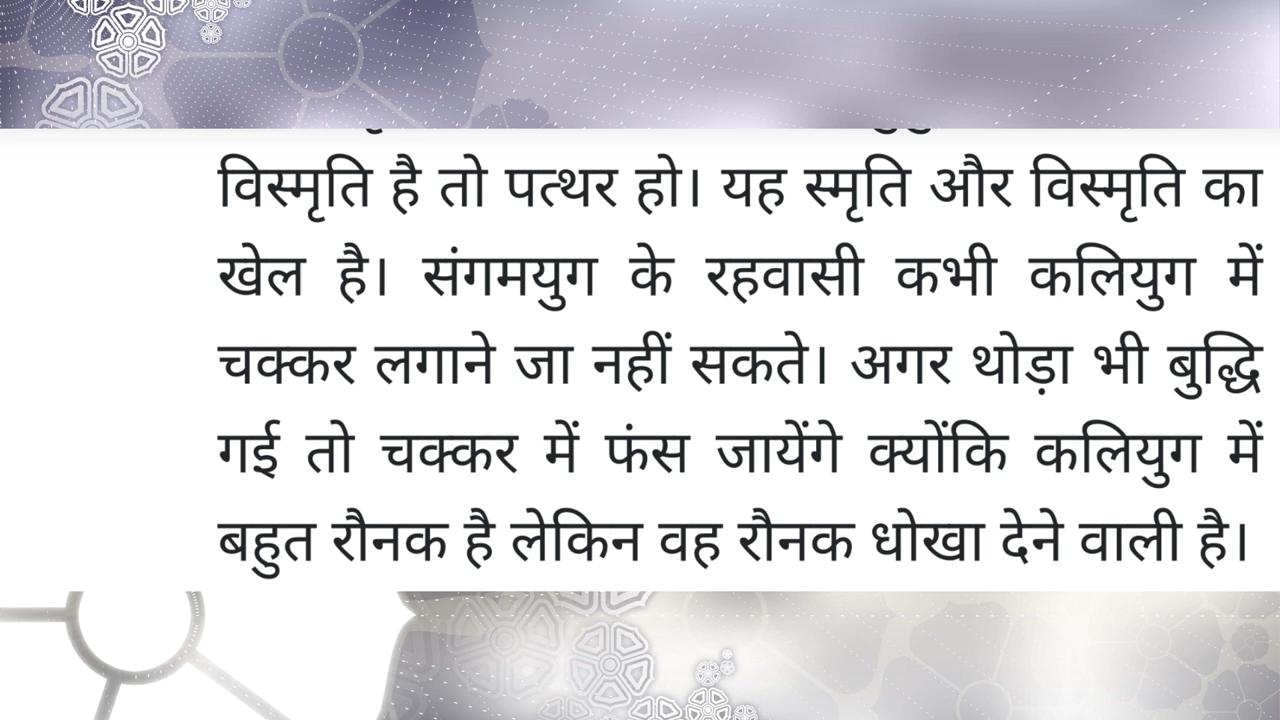 विस्मृति है तो पत्थर हो। यह स्मृति और विस्मृति का
खेल है। संगमयुग के रहवासी कभी कलियुग में
चक्कर लगाने जा नहीं सकते। अगर थोड़ा भी बुद्धि
गई तो चक्कर में फंस जायेंगे क्योंकि कलियुग में
बहुत रौनक है लेकिन वह रौनक धोखा देने वाली है।